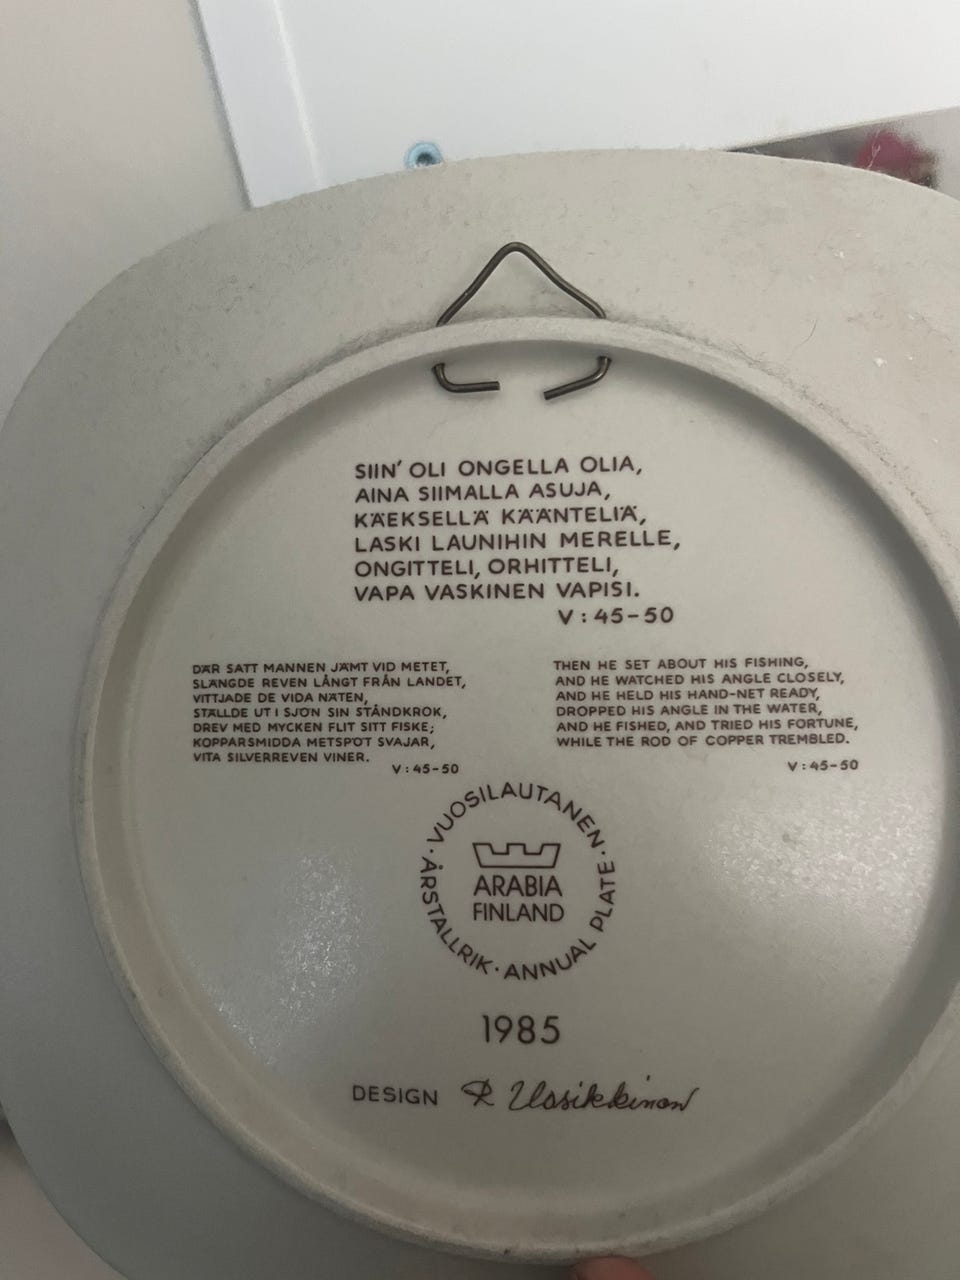 SIIN' OLI ONGELLA OLIA,
AINA SIIMALLA ASUJA,
KÄEKSELLÄ KÄÄNTELIÄ,
LASKI LAUNIHIN MERELLE,
ONGITTELI, ORHITTELI,
VAPA VASKINEN VAPISI.
V : 45-50
DÄR SATT MANNEN JÄMT VID METET,
SLÄNGDE REVEN LÅNGT FRÅN LANDET,
VITTJADE DE VIDA NÄTEN,
STÄLLDE UT I SJÖN SIN STÅNDKROK,
DREV MED MYCKEN FLIT SITT FISKE;
KOPPARSMIDDA METSPÖT SVAJAR,
VITA SILVERREVEN VINER.
V : 45-50
THEN HE SET ABOUT HIS FISHING,
AND HE WATCHED HIS ANGLE CLOSELY,
AND HE HELD HIS HAND-NET READY,
DROPPED HIS ANGLE IN THE WATER,
AND HE FISHED, AND TRIED HIS FORTUNE,
WHILE THE ROD OF COPPER TREMBLED.
V : 45-50
· VUOSILAUTANEN · ANNUAL PLATE · ÅRSTALLRIK
ARABIA
FINLAND
1985
DESIGN R Uosikkinen